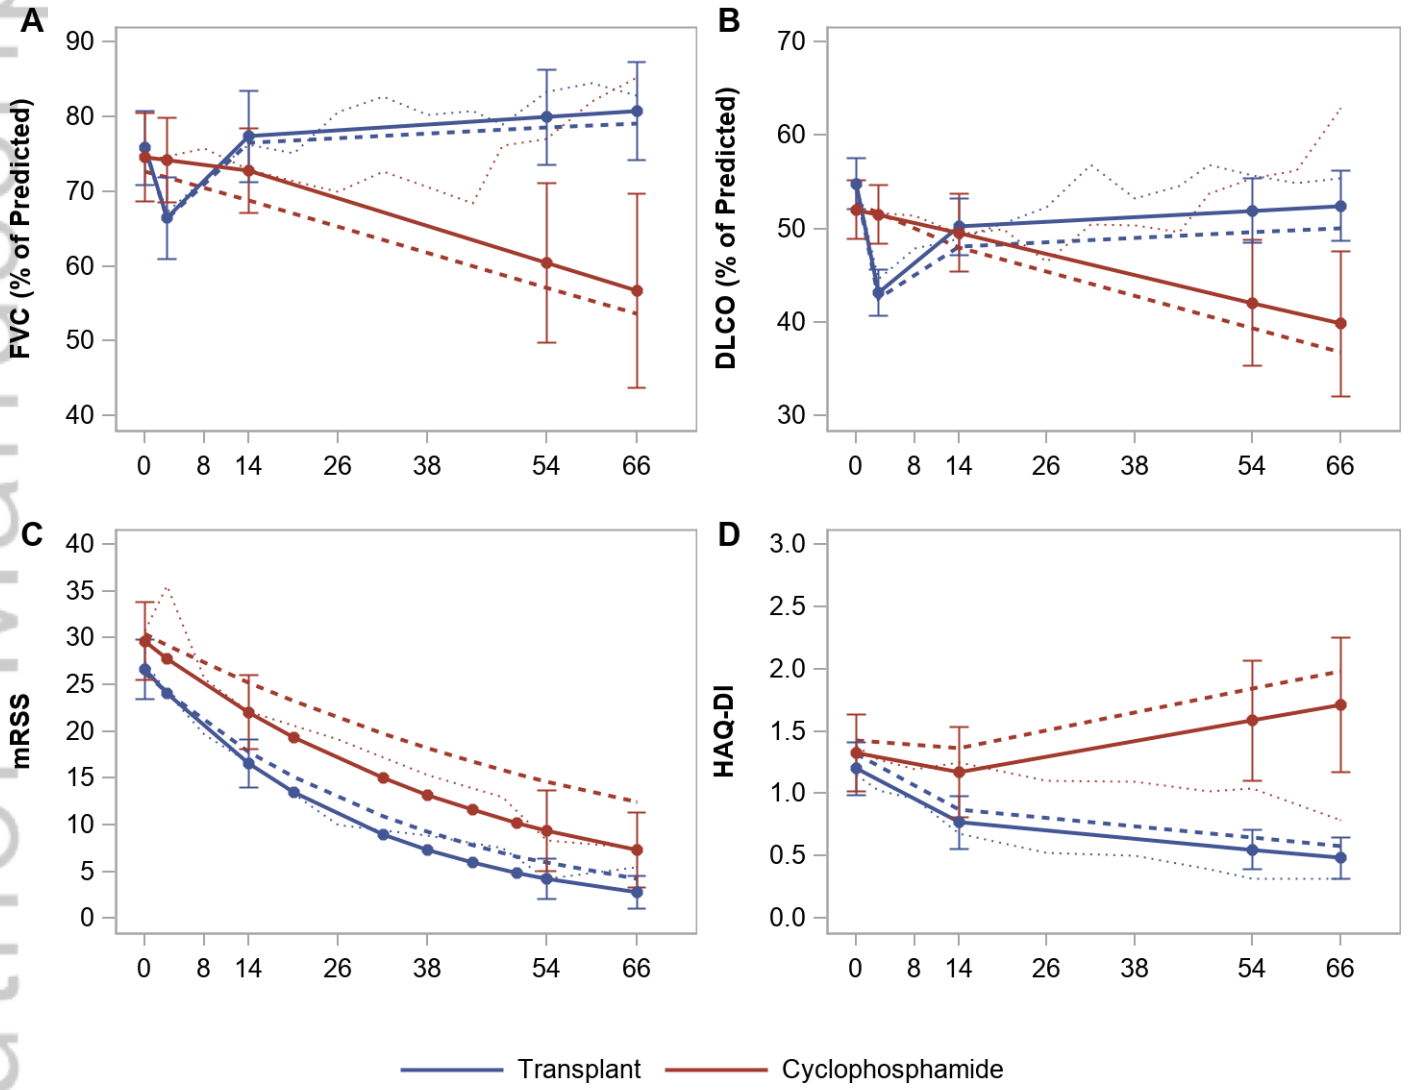 A
FVC (% of Predicted)
90
80
70
60
50
40
0 8 14 26 38 54 66
B
DLCO (% of Predicted)
70
60
50
40
30
0 8 14 26 38 54 66
C
mRSS
40
35
30
25
20
15
10
5
0
0 8 14 26 38 54 66
D
HAQ-DI
3.0
2.5
2.0
1.5
1.0
0.5
0.0
0 8 14 26 38 54 66
Transplant Cyclophosphamide